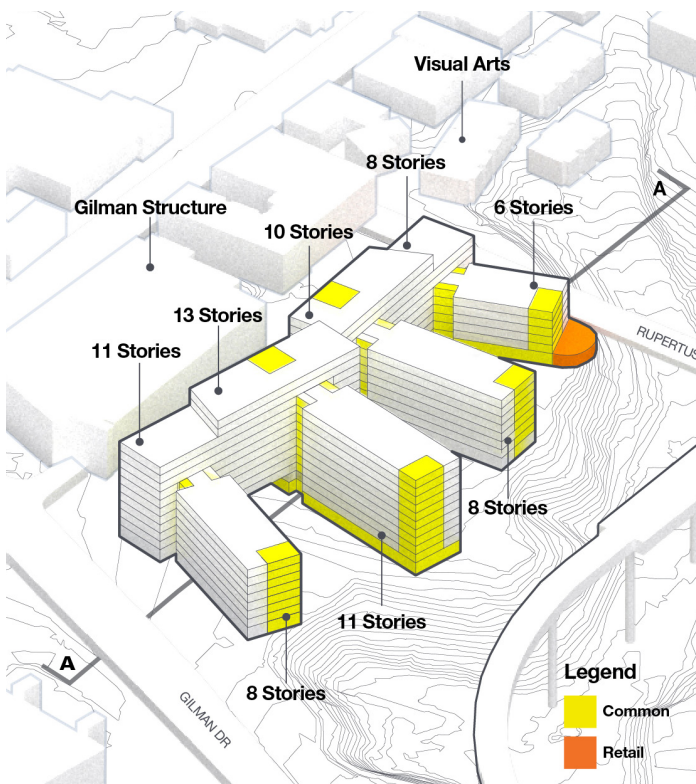 Visual Arts
8 Stories
A
Gilman Structure
6 Stories
10 Stories
13 Stories
11 Stories
RUPERTUS
8 Stories
11 Stories
A
8 Stories
GILMAN DR
Legend
Common
Retail